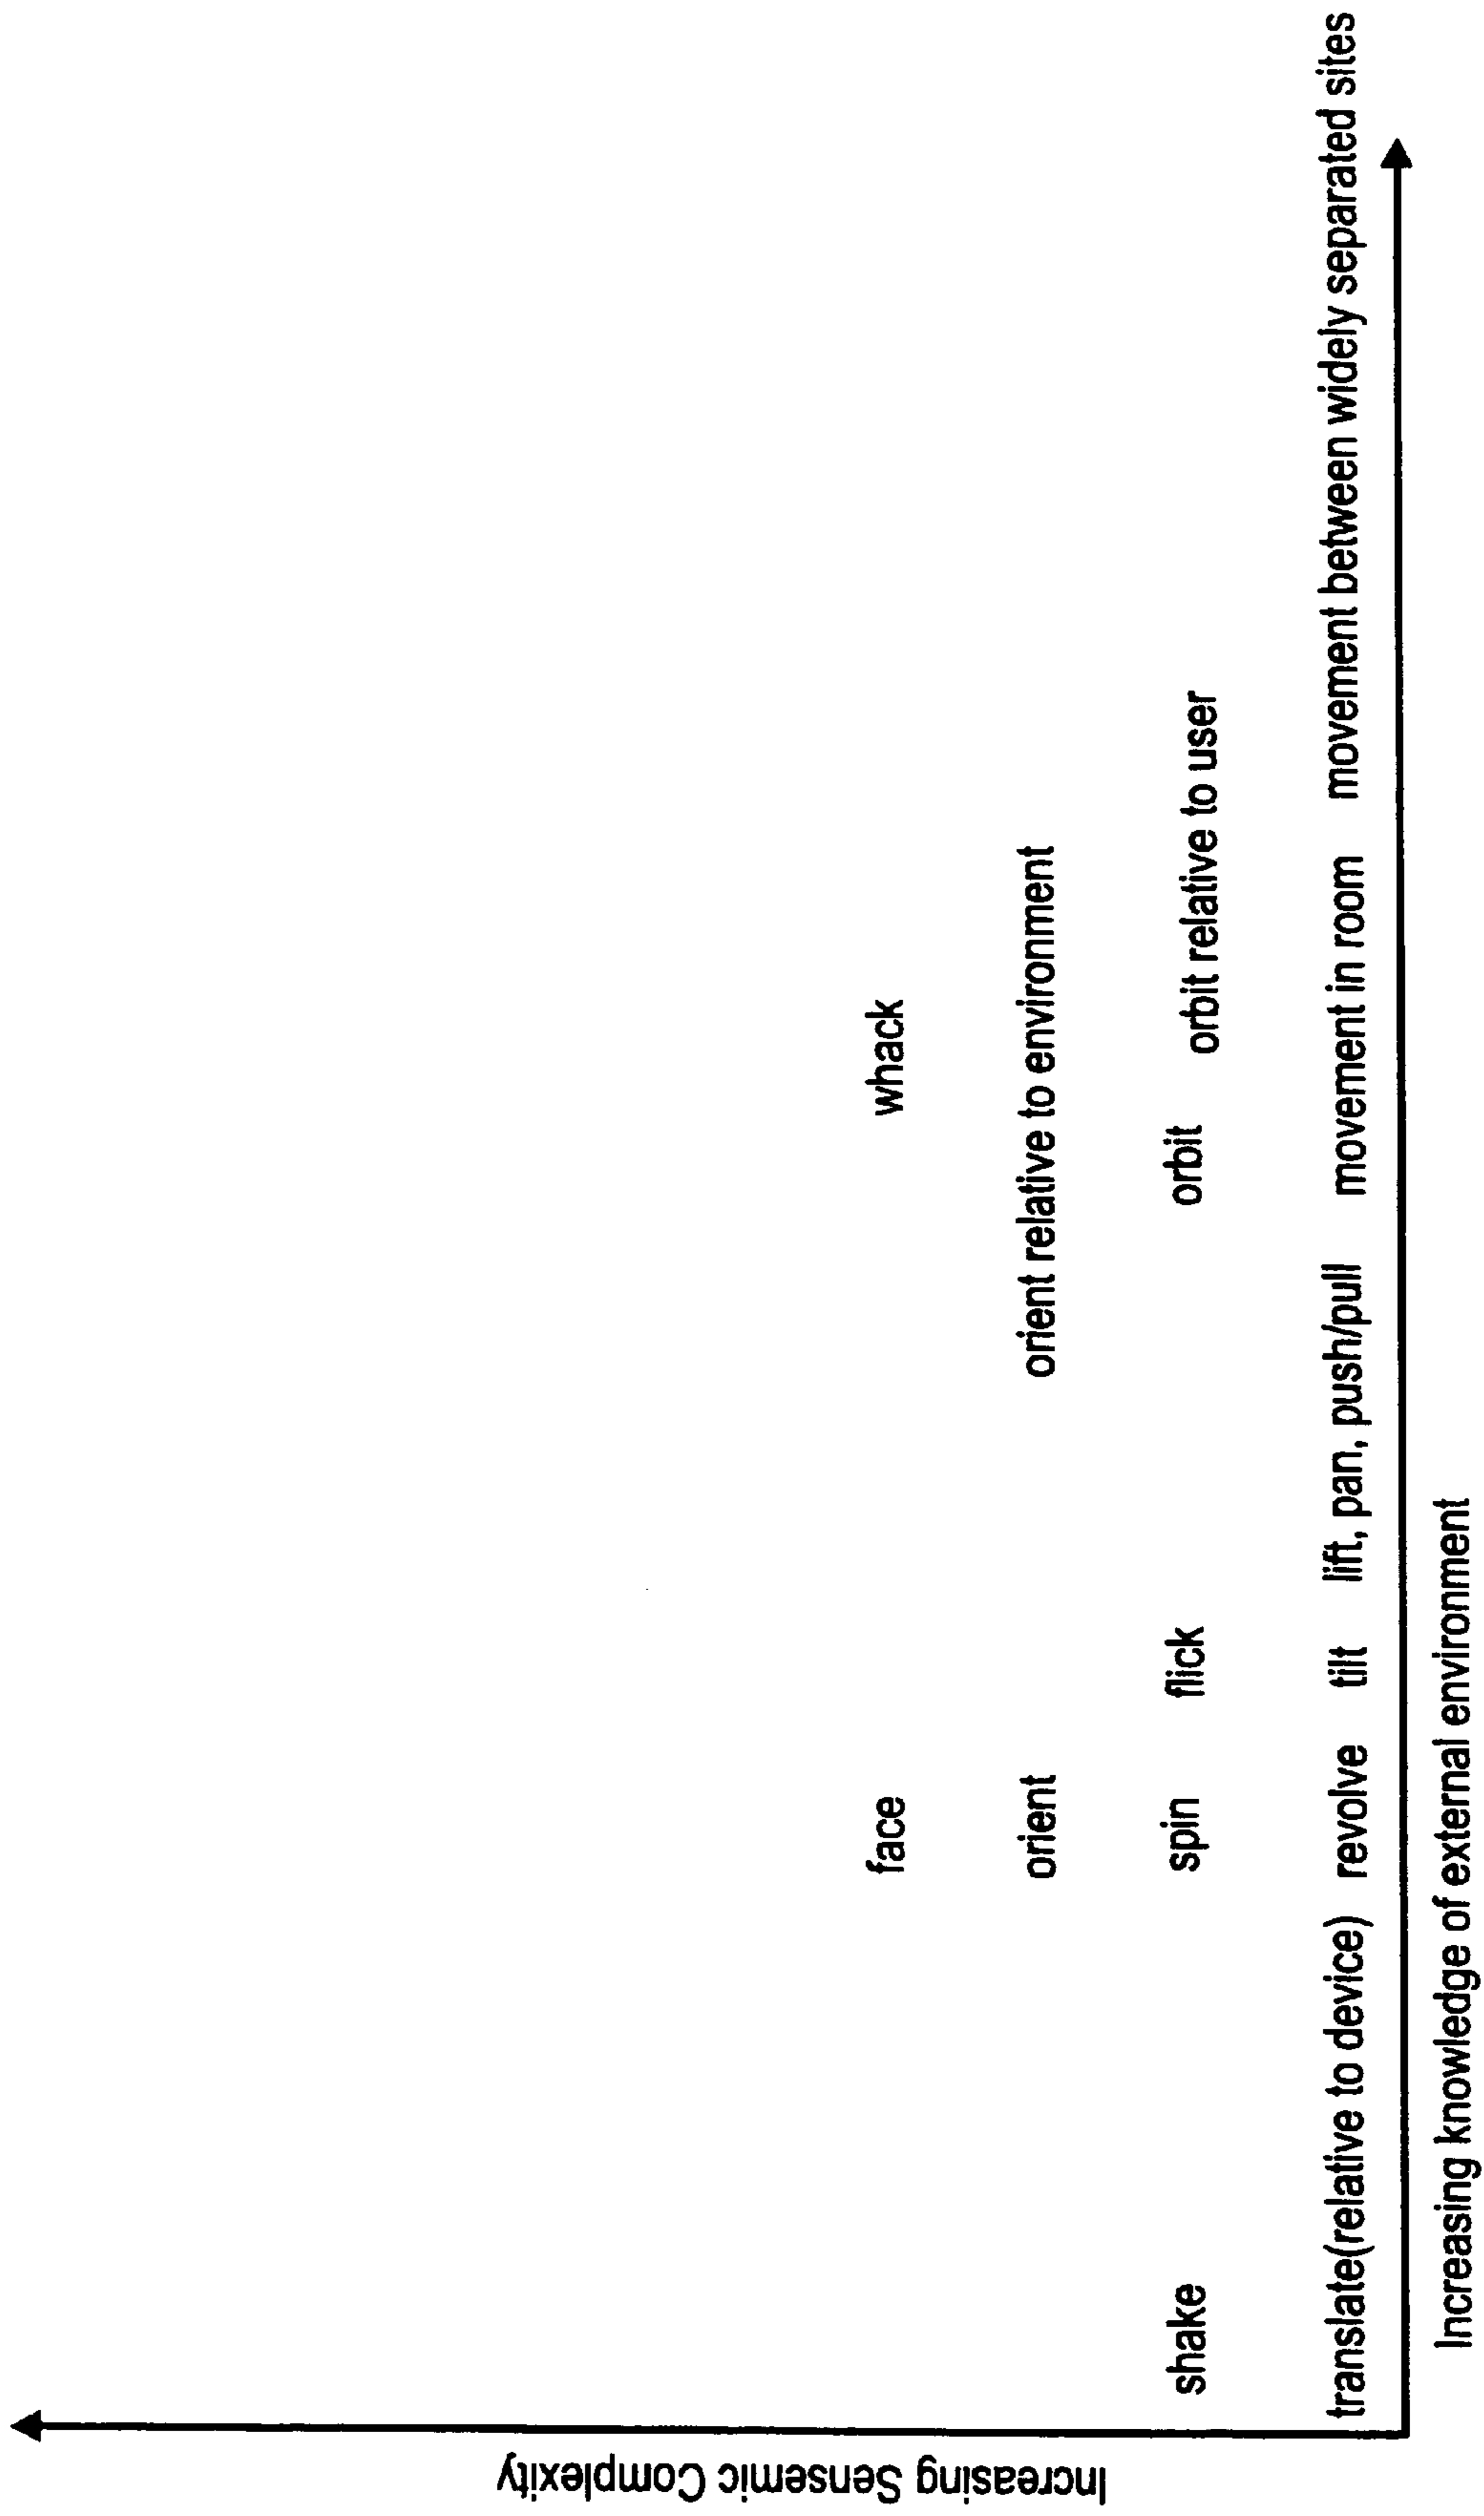 Increasing Sensemic Complexity
face
whack
orient
orient relative to environment
shake
spin
flick
orbit
orbit relative to user
translate(relative to device)
revolve
tilt
lift, pan, push/pull
movement in room
movement between widely separated sites
Increasing knowledge of external environment